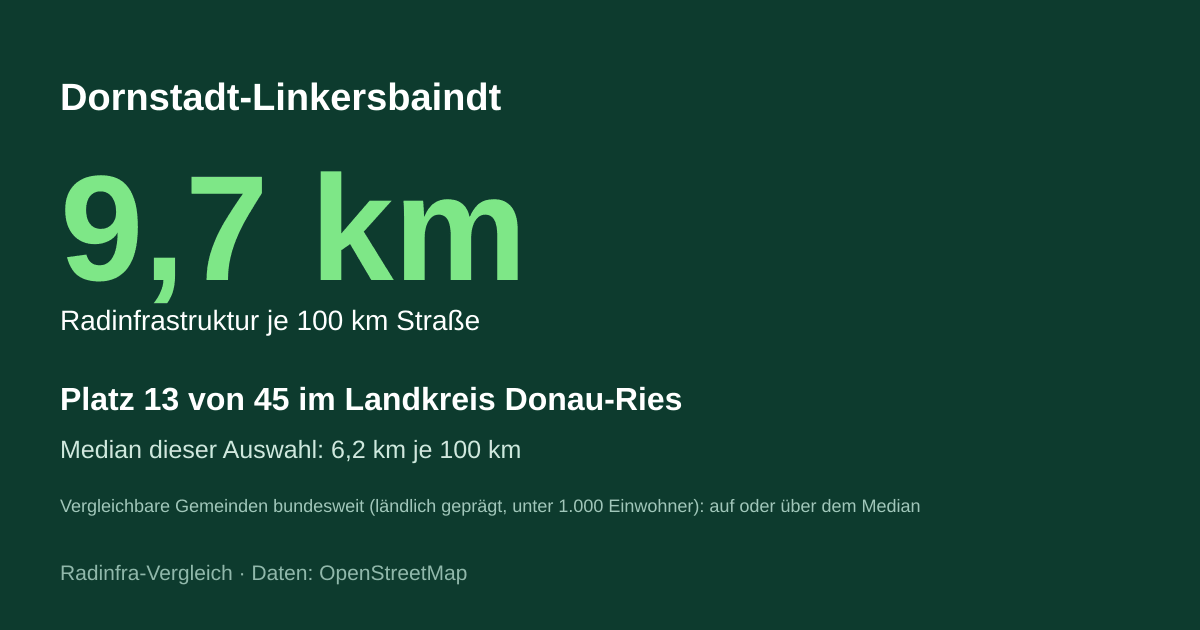 Dornstadt-Linkersbaindt
9,7 km
Radinfrastruktur je 100 km Straße
Platz 13 von 45 im Landkreis Donau-Ries
Median dieser Auswahl: 6,2 km je 100 km
Vergleichbare Gemeinden bundesweit (ländlich geprägt, unter 1.000 Einwohner): auf oder über dem Median
Radinfra-Vergleich · Daten: OpenStreetMap